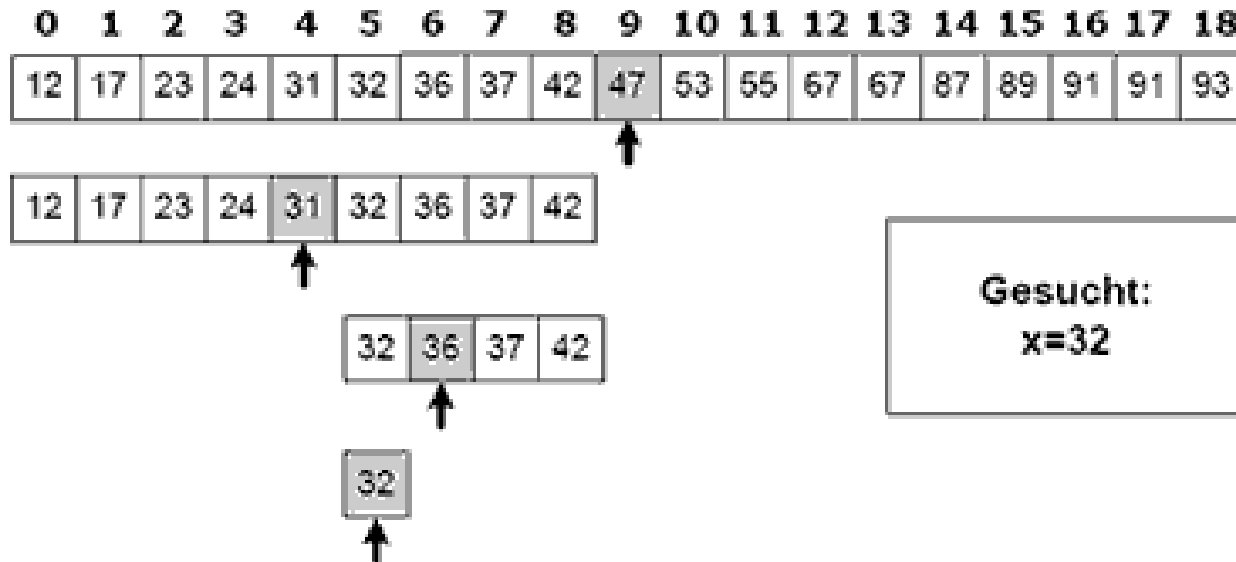 0 1 2 3 4 5 6 7 8 9 10 11 12 13 14 15 16 17 18
12 17 23 24 31 32 36 37 42 47 53 55 67 67 87 89 91 91 93
12 17 23 24 31 32 36 37 42
Gesucht:
x=32
32 36 37 42
32